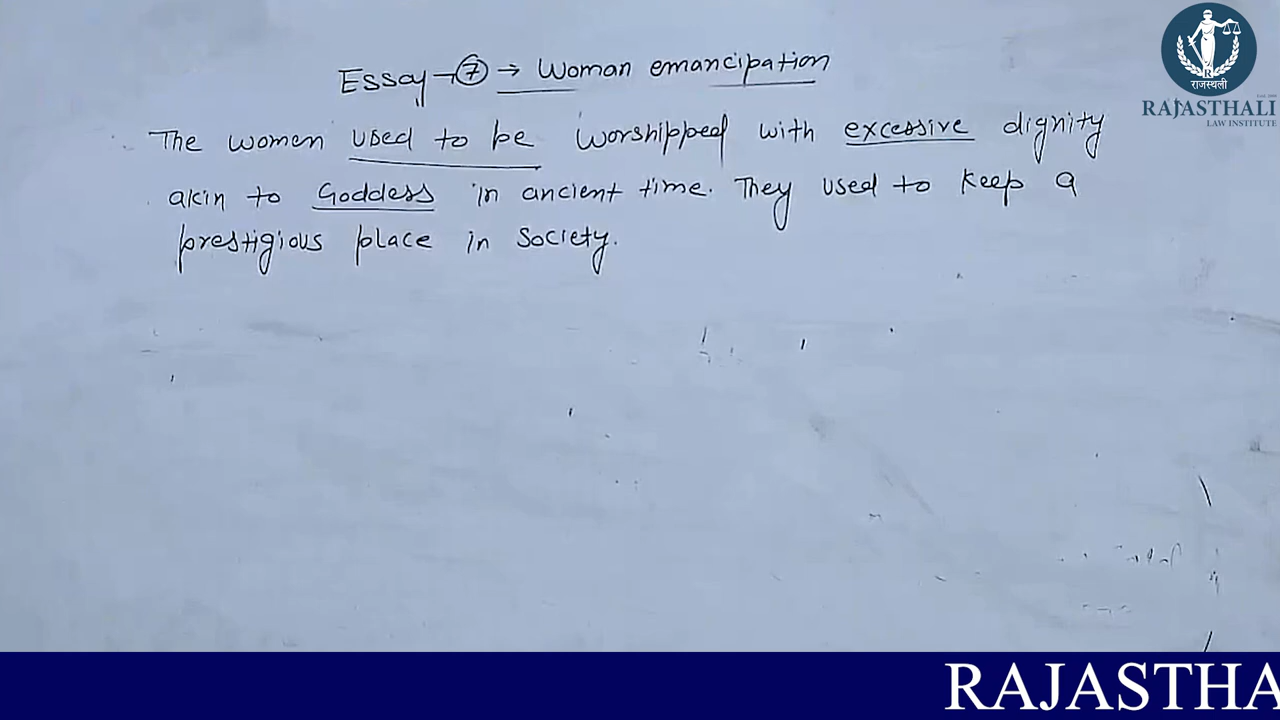 Essay → ⑦ → Woman emancipation
The women used to be worshipped with excessive dignity
akin to Goddess in ancient time. They used to keep a
prestigious place in society.
राजस्थली
RAJASTHALI
LAW INSTITUTE
RAJASTHA